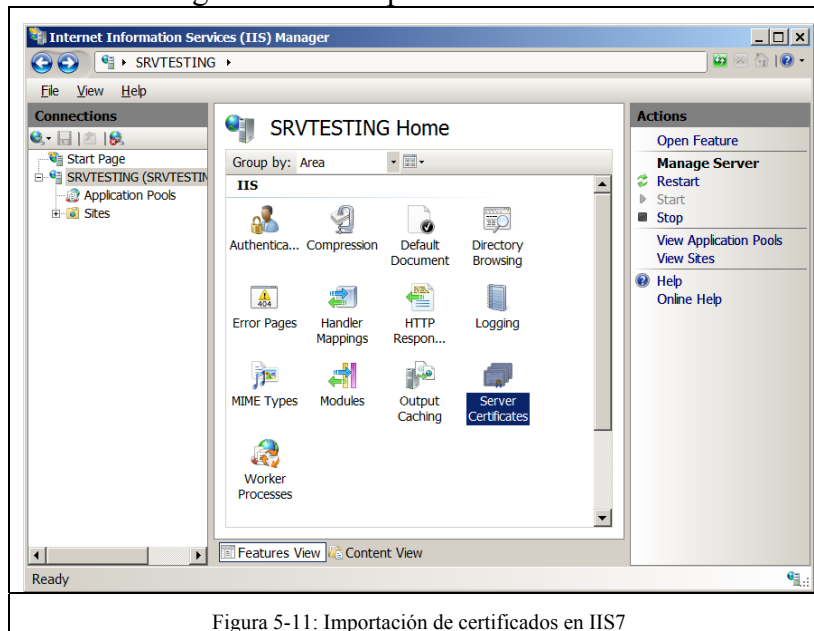 Internet Information Services (IIS) Manager
SRVTESTING
File View Help
Connections
Start Page
SRVTESTING (SRVTESTIN
Application Pools
Sites
SRVTESTING Home
Group by: Area
IIS
Authentica... Compression Default Document Directory Browsing
Error Pages Handler Mappings HTTP Respon... Logging
MIME Types Modules Output Caching Server Certificates
Worker Processes
Features View Content View
Actions
Open Feature
Manage Server
Restart
Start
Stop
View Application Pools
View Sites
Help
Online Help
Ready
Figura 5-11: Importación de certificados en IIS7